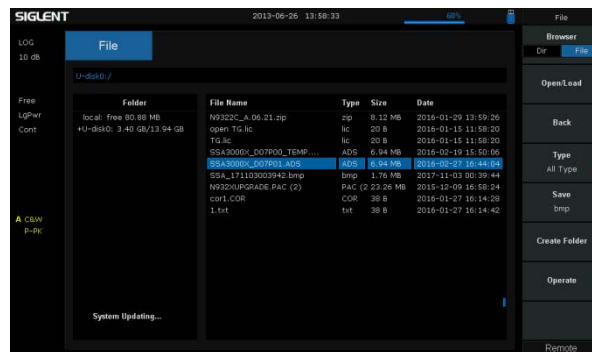 SIGLENT 2013-06-26 13:58:33 60% File
LOG
10 dB
File
Browser
Dir File
U-disk0:/
Open/Load
Free
LgPwr
Cont
Folder
local: free 80.88 MB
+U-disk0: 3.40 GB/13.94 GB
File Name Type Size Date
N9322C_A.06.21.zip zip 8.12 MB 2016-01-29 13:59:26
open TG.lic lic 20 B 2016-01-15 11:58:20
TG.lic lic 20 B 2016-01-15 11:58:20
SSA3000X_D07P00_TEMP.... ADS 6.94 MB 2016-02-19 15:50:06
SSA3000X_D07P01.ADS ADS 6.94 MB 2016-02-27 16:44:04
SSA_171103003942.bmp bmp 1.76 MB 2017-11-03 00:39:44
N932XUPGRADE.PAC (2) PAC (2 23.26 MB 2015-12-09 16:58:24
cor1.COR COR 38 B 2016-01-27 16:14:28
1.txt txt 38 B 2016-01-27 16:14:42
Back
Type
All Type
Save
bmp
A C&W
P-PK
Create Folder
Operate
System Updating...
Remote